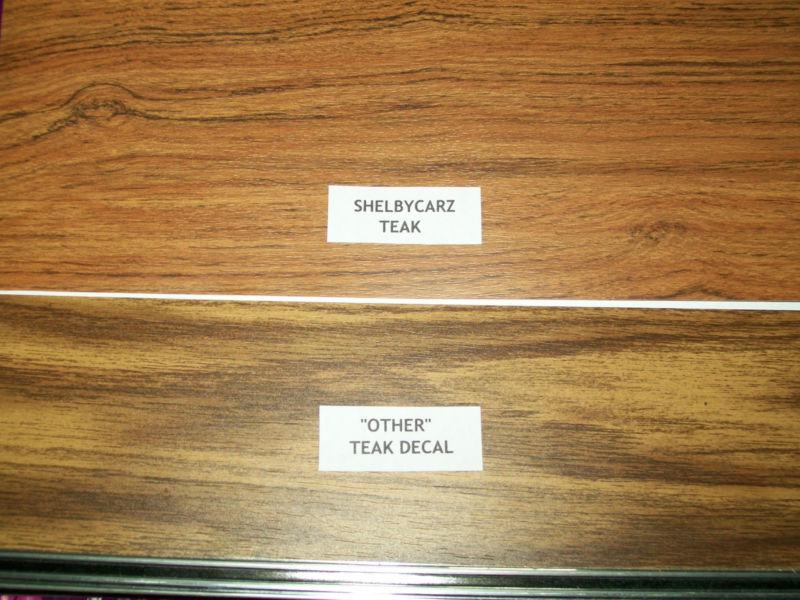 SHELBYCARZ
TEAK
"OTHER"
TEAK DECAL